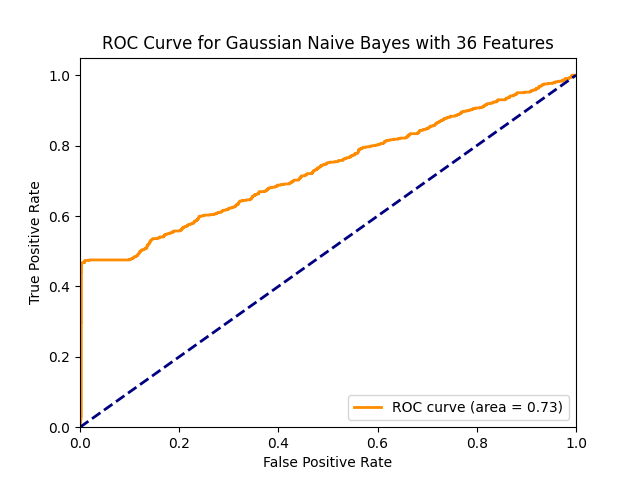 ROC Curve for Gaussian Naive Bayes with 36 Features
1.0
0.8
0.6
0.4
0.2
0.0
True Positive Rate
ROC curve (area = 0.73)
0.0 0.2 0.4 0.6 0.8 1.0
False Positive Rate